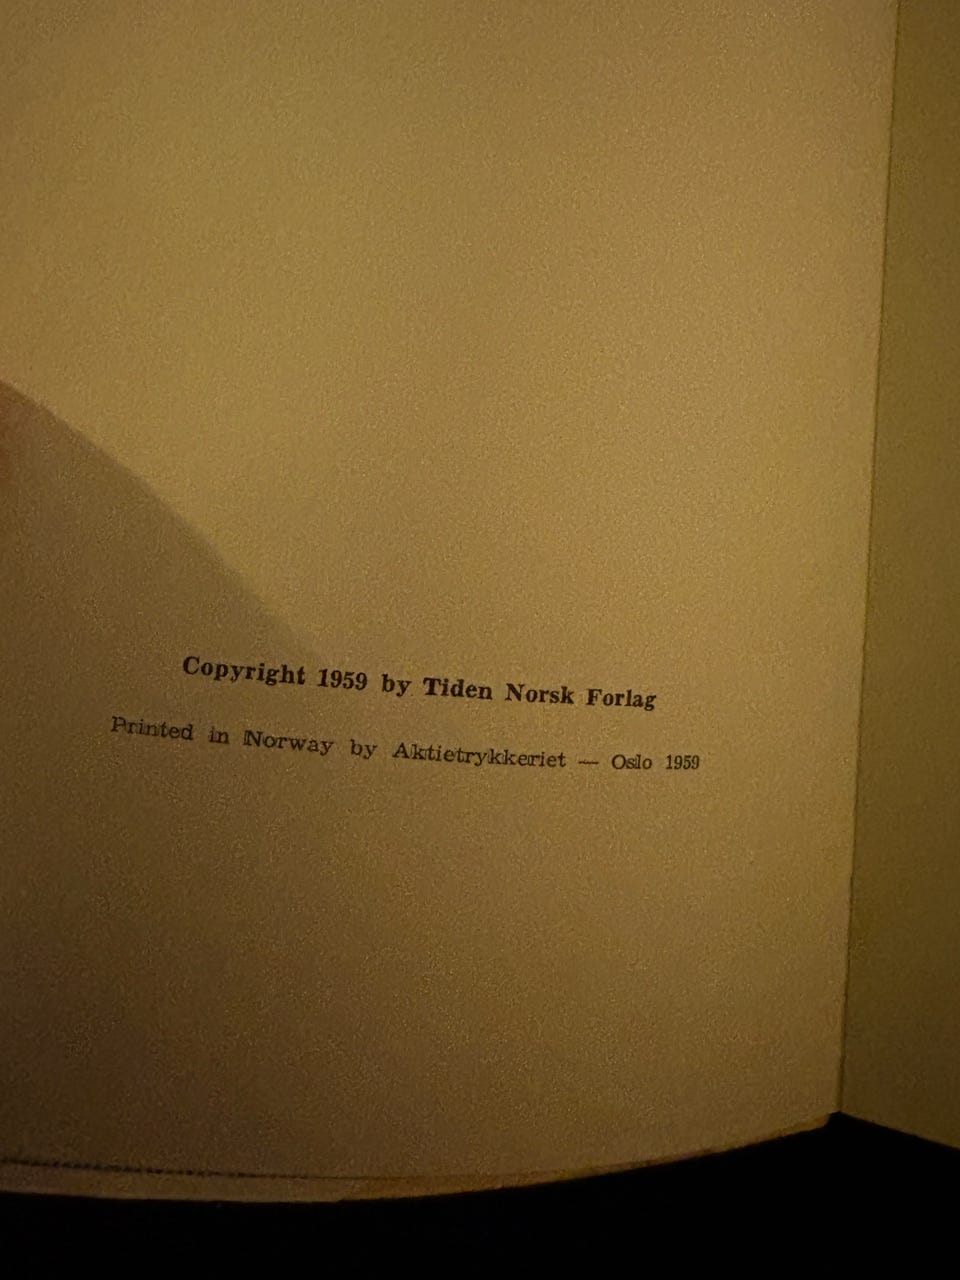 Copyright 1959 by Tiden Norsk Forlag
Printed in Norway by Aktietrykkeriet — Oslo 1959